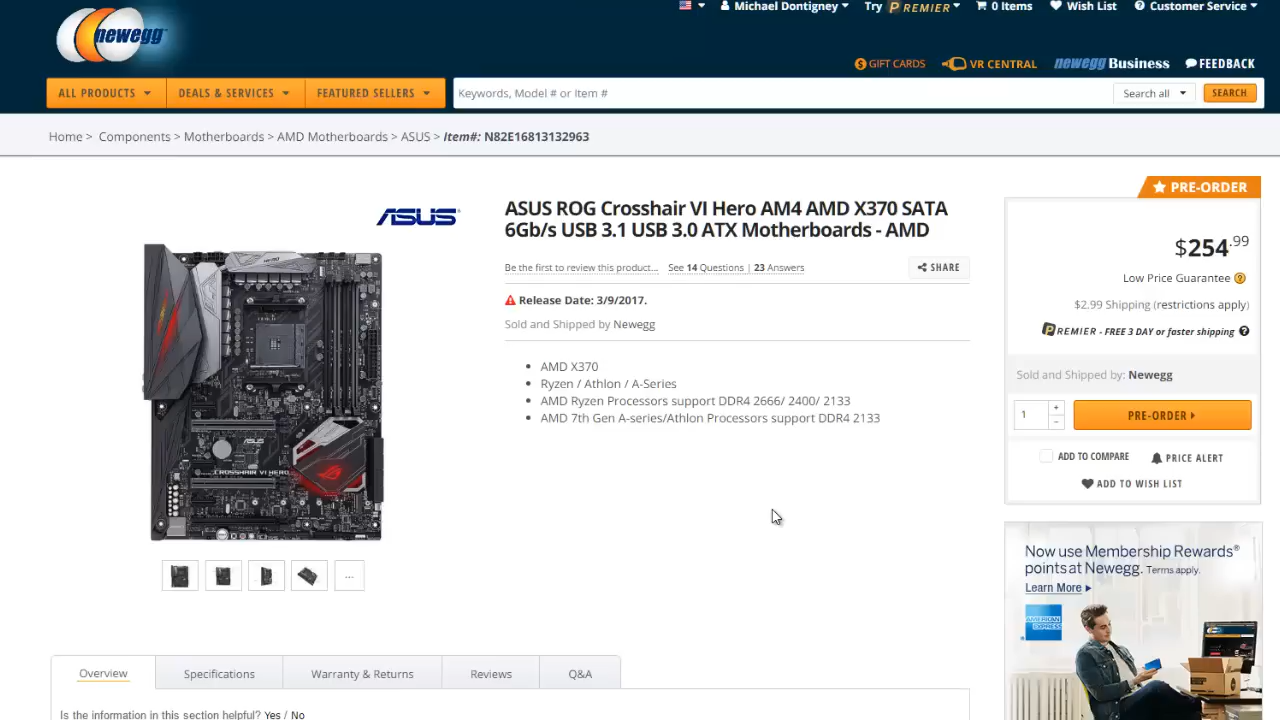 Michael Dontigney
Try PREMIER
0 Items
Wish List
Customer Service
newegg
GIFT CARDS
VR CENTRAL
newegg Business
FEEDBACK
ALL PRODUCTS
DEALS & SERVICES
FEATURED SELLERS
Keywords, Model # or Item #
Search all
SEARCH
Home > Components > Motherboards > AMD Motherboards > ASUS > Item#: N82E16813132963
PRE-ORDER
ASUS
ASUS ROG Crosshair VI Hero AM4 AMD X370 SATA
6Gb/s USB 3.1 USB 3.0 ATX Motherboards - AMD
Be the first to review this product...
See 14 Questions | 23 Answers
SHARE
Release Date: 3/9/2017.
Sold and Shipped by Newegg
AMD X370
Ryzen / Athlon / A-Series
AMD Ryzen Processors support DDR4 2666/ 2400/ 2133
AMD 7th Gen A-series/Athlon Processors support DDR4 2133
ASUS
CROSSHAIR VI HERO
...
$254.99
Low Price Guarantee
$2.99 Shipping (restrictions apply)
PREMIER - FREE 3 DAY or faster shipping
Sold and Shipped by: Newegg
1
PRE-ORDER
ADD TO COMPARE
PRICE ALERT
ADD TO WISH LIST
Now use Membership Rewards®
points at Newegg. Terms apply.
Learn More
AMERICAN
EXPRESS
Overview
Specifications
Warranty & Returns
Reviews
Q&A
Is the information in this section helpful? Yes / No